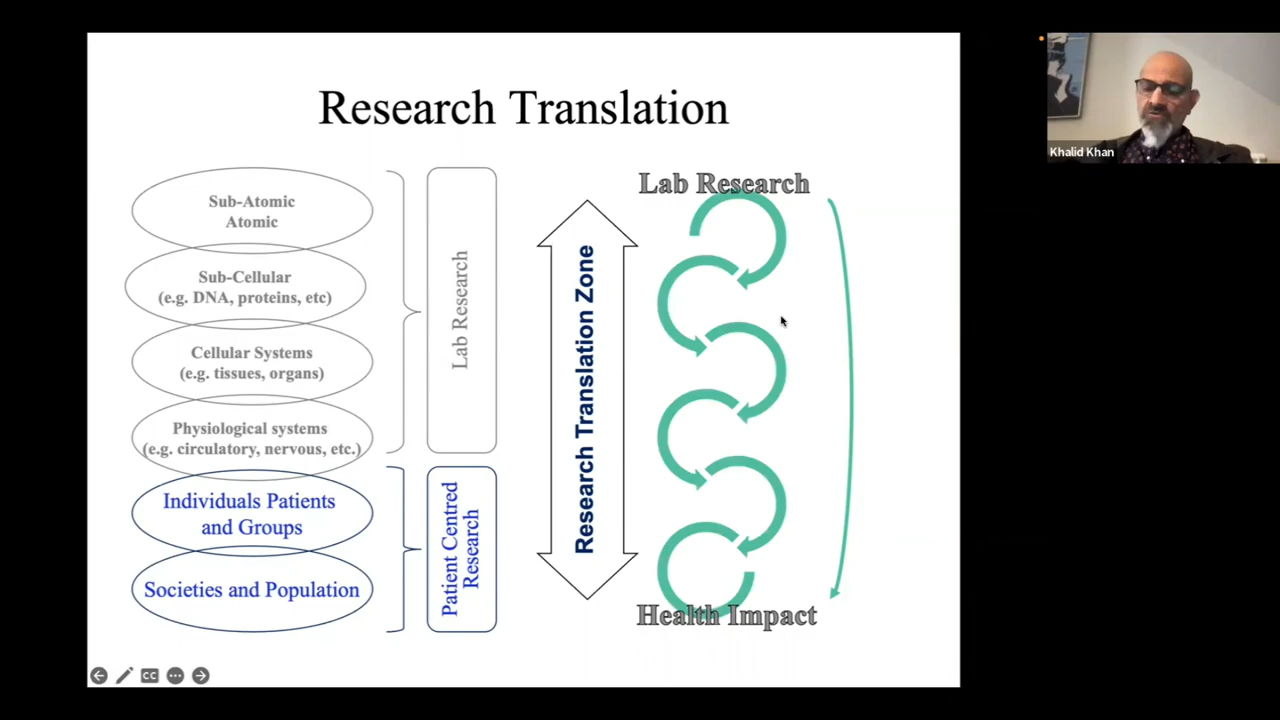 Research Translation
Sub-Atomic
Atomic
Sub-Cellular
(e.g. DNA, proteins, etc)
Cellular Systems
(e.g. tissues, organs)
Physiological systems
(e.g. circulatory, nervous, etc.)
Individuals Patients
and Groups
Societies and Population
Lab Research
Patient Centred
Research
Research Translation Zone
Lab Research
Health Impact
CC
Khalid Khan